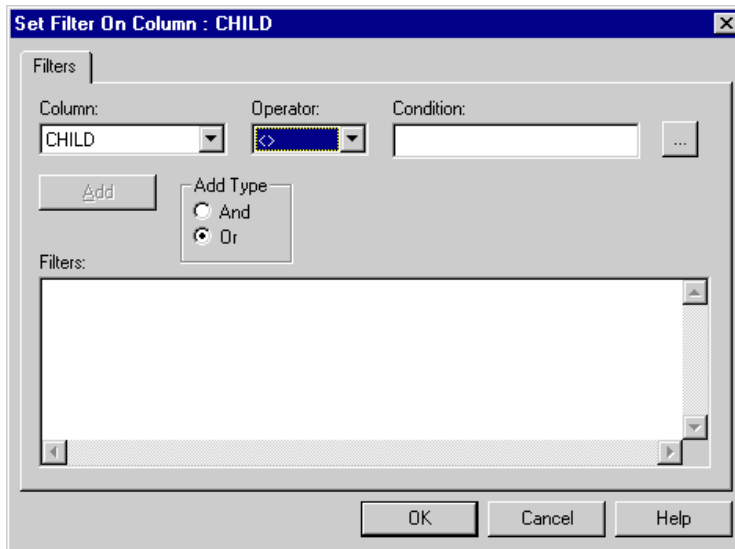 Set Filter On Column : CHILD
Filters
Column: Operator: Condition:
CHILD <> ...
Add
Add Type
And
Or
Filters:
OK Cancel Help